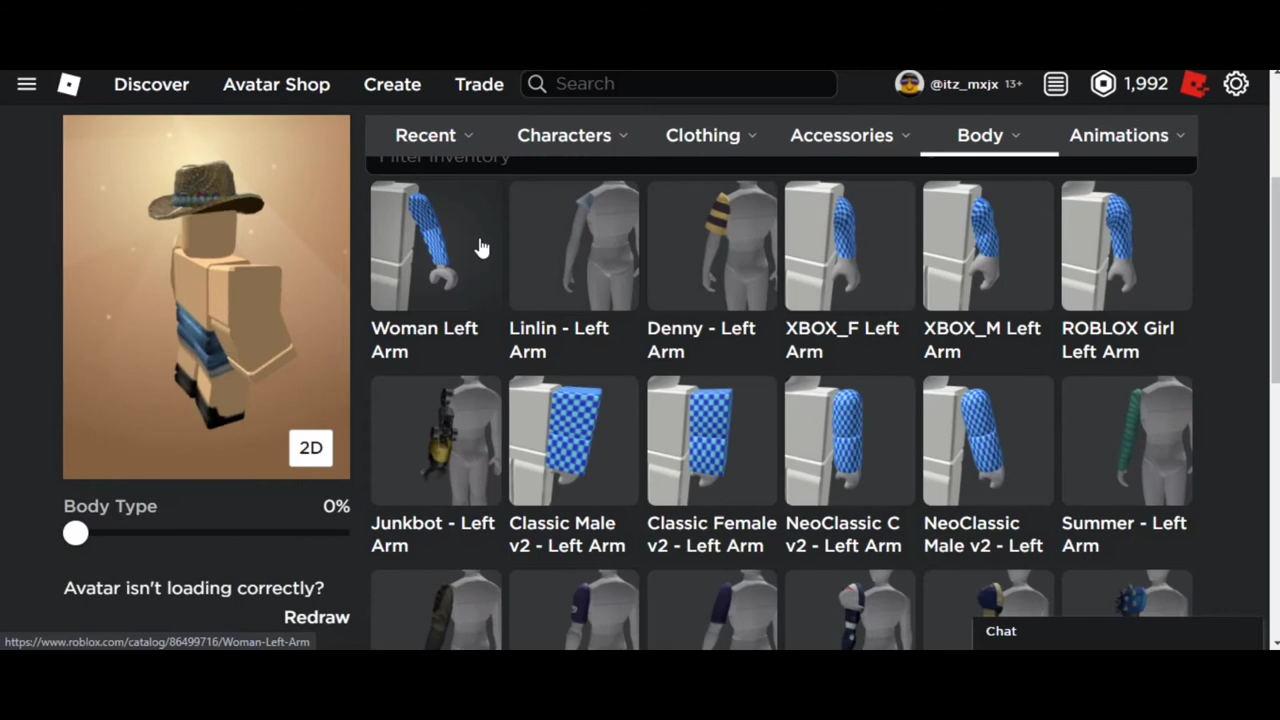 Discover
Avatar Shop
Create
Trade
Search
@itz_mxjx 13+
1,992
Recent
Characters
Clothing
Accessories
Body
Animations
Filter Inventory
Woman Left
Arm
Linlin - Left
Arm
Denny - Left
Arm
XBOX_F Left
Arm
XBOX_M Left
Arm
ROBLOX Girl
Left Arm
2D
Body Type 0%
Junkbot - Left
Arm
Classic Male
v2 - Left Arm
Classic Female
v2 - Left Arm
NeoClassic C
v2 - Left Arm
NeoClassic
Male v2 - Left
Summer - Left
Arm
Avatar isn't loading correctly?
Redraw
Chat
https://www.roblox.com/catalog/86499716/Woman-Left-Arm